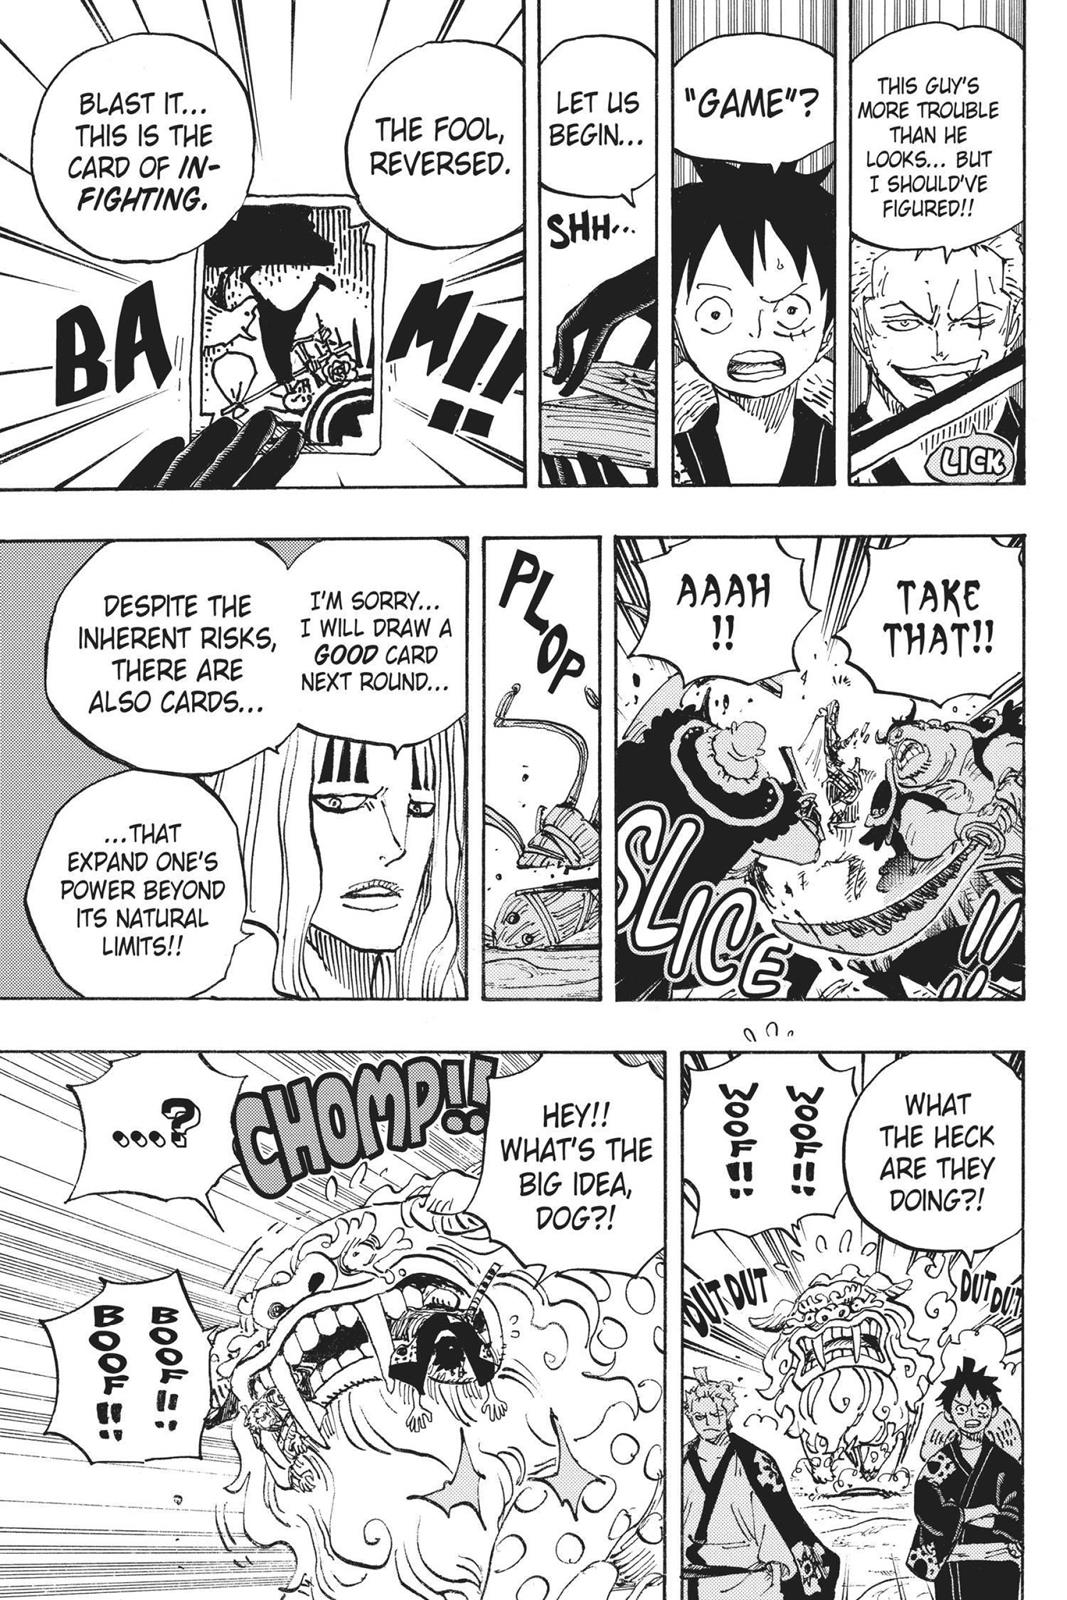 THIS GUY'S
MORE TROUBLE
THAN HE
LOOKS... BUT
I SHOULD'VE
FIGURED!!
LICK
"GAME"?
LET US
BEGIN...
SHH...
THE FOOL,
REVERSED.
BLAST IT...
THIS IS THE
CARD OF IN-
FIGHTING.
BAM!!
TAKE
THAT!!
AAAH
!!
SLICE!!
PLOP
I'M SORRY...
I WILL DRAW A
GOOD CARD
NEXT ROUND...
DESPITE THE
INHERENT RISKS,
THERE ARE
ALSO CARDS...
...THAT
EXPAND ONE'S
POWER BEYOND
ITS NATURAL
LIMITS!!
WHAT
THE HECK
ARE THEY
DOING?!
WOOF!!
WOOF!!
DUT DUT
DUT DUT
HEY!!
WHAT'S THE
BIG IDEA,
DOG?!
CHOMP!!
...?
BOOF!!
BOOF!!